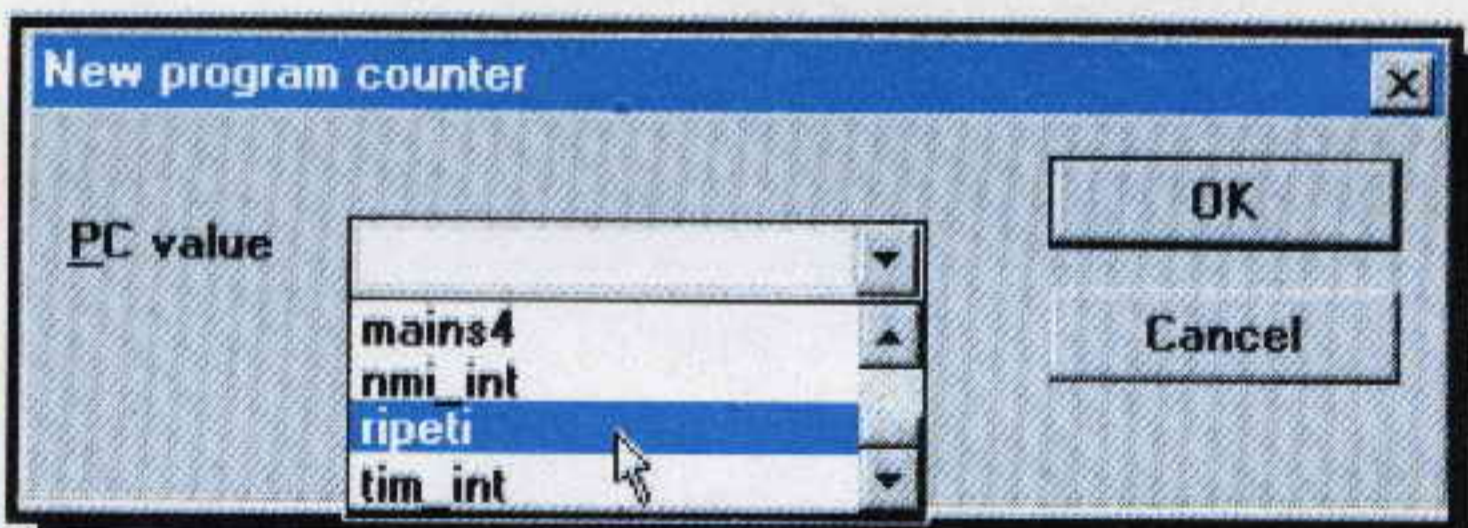 New program counter
PC value
OK
Cancel
mains4
nmi_int
ripeti
tim_int